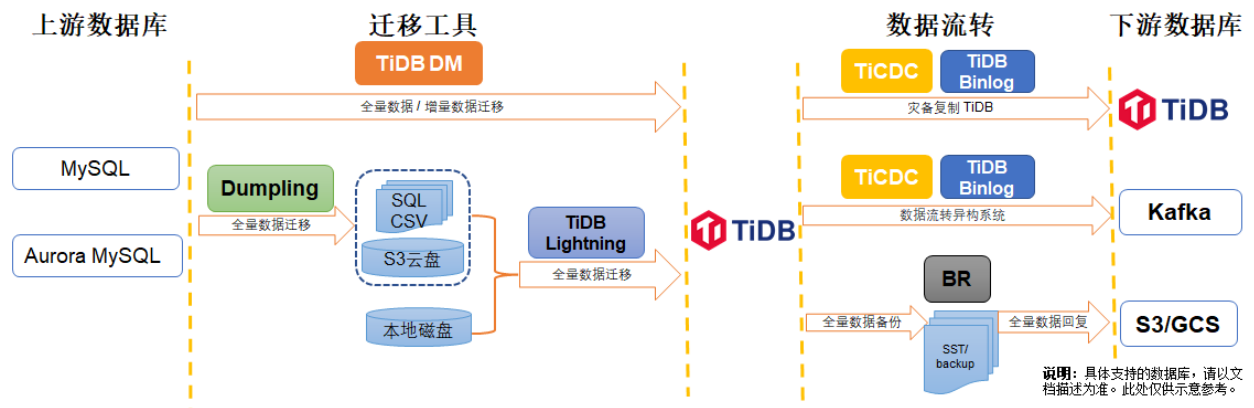 上游数据库
迁移工具
数据流转
下游数据库
TiDB DM
全量数据 / 增量数据迁移
TiCDC
TiDB
Binlog
灾备复制 TiDB
TiDB
MySQL
Aurora MySQL
Dumpling
全量数据迁移
SQL
CSV
S3云盘
本地磁盘
TiDB
Lightning
全量数据迁移
TiDB
TiCDC
TiDB
Binlog
数据流转异构系统
Kafka
BR
全量数据备份
SST/
backup
全量数据回复
S3/GCS
说明：具体支持的数据库，请以文
档描述为准。此处仅供示意参考。